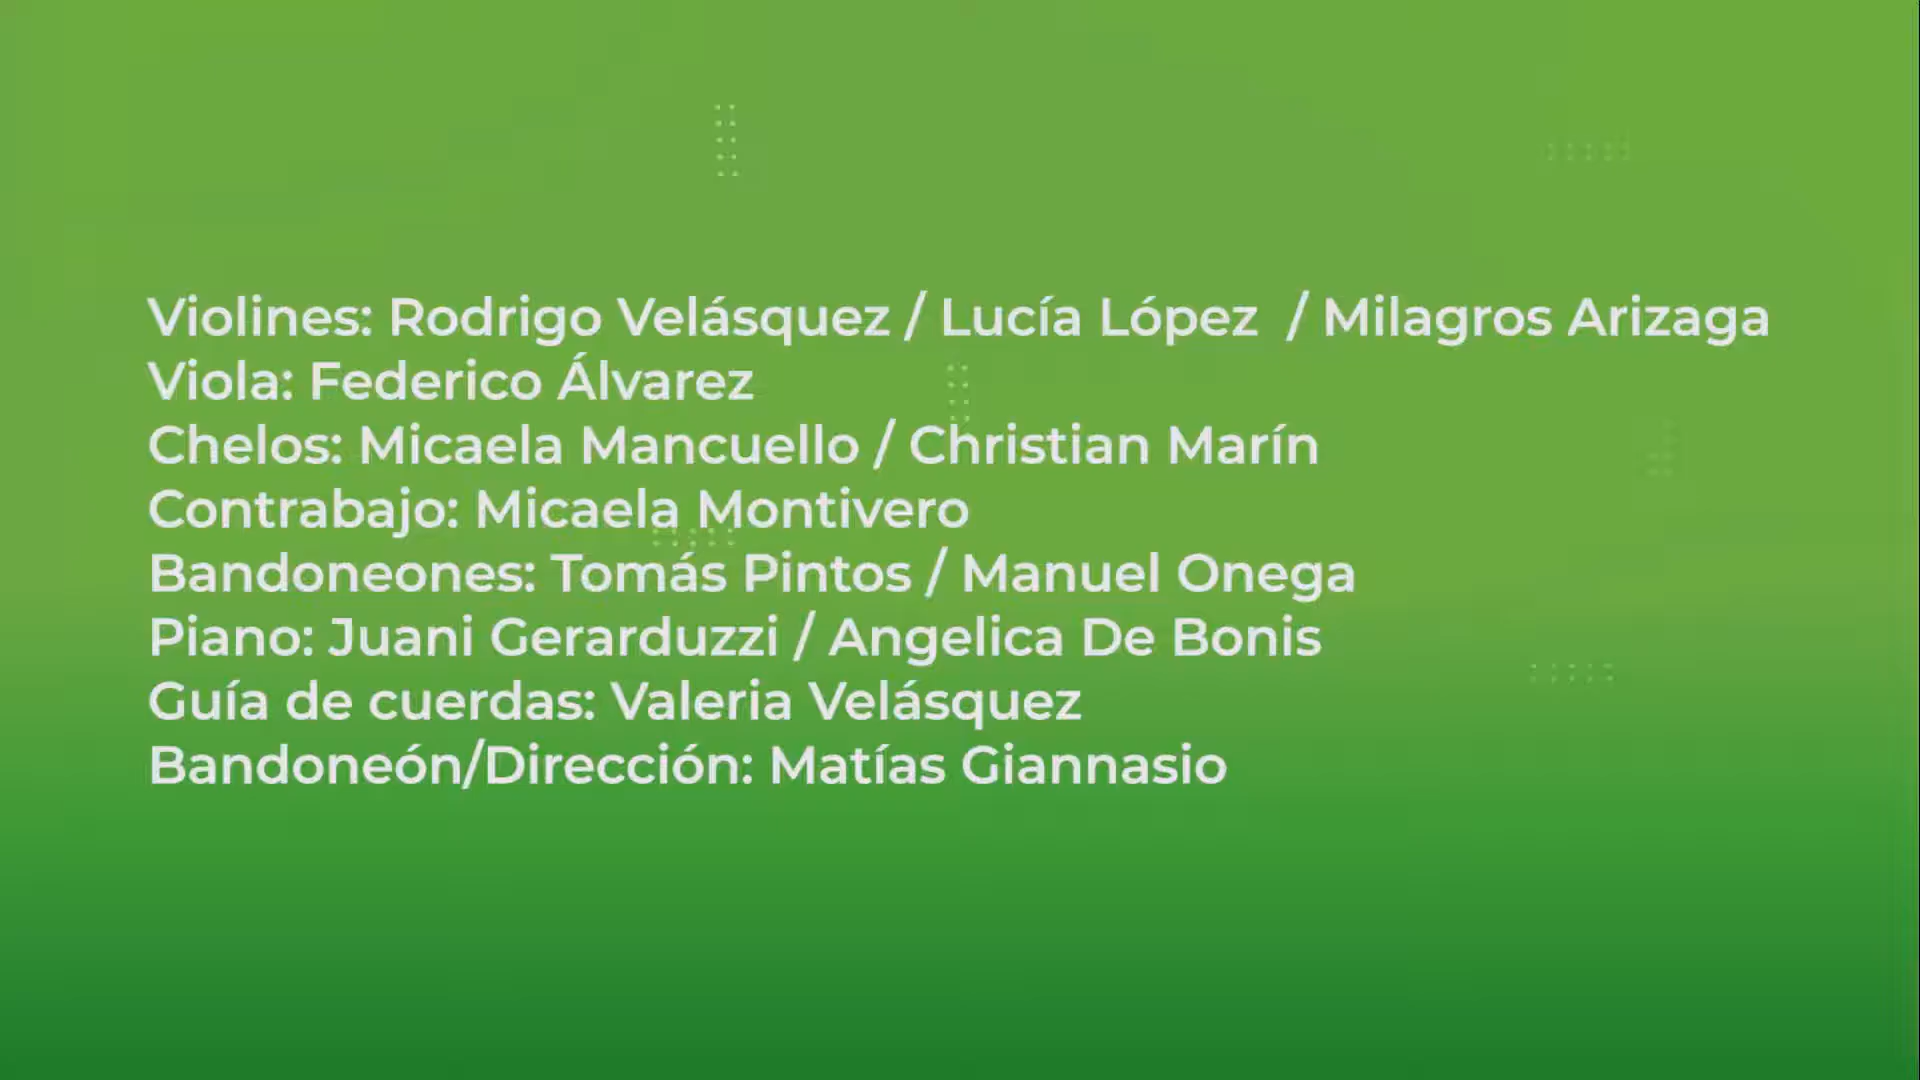 Violines: Rodrigo Velásquez / Lucía López / Milagros Arizaga
Viola: Federico Álvarez
Chelos: Micaela Mancuello / Christian Marín
Contrabajo: Micaela Montivero
Bandoneones: Tomás Pintos / Manuel Onega
Piano: Juani Gerarduzzi / Angelica De Bonis
Guía de cuerdas: Valeria Velásquez
Bandoneón/Dirección: Matías Giannasio